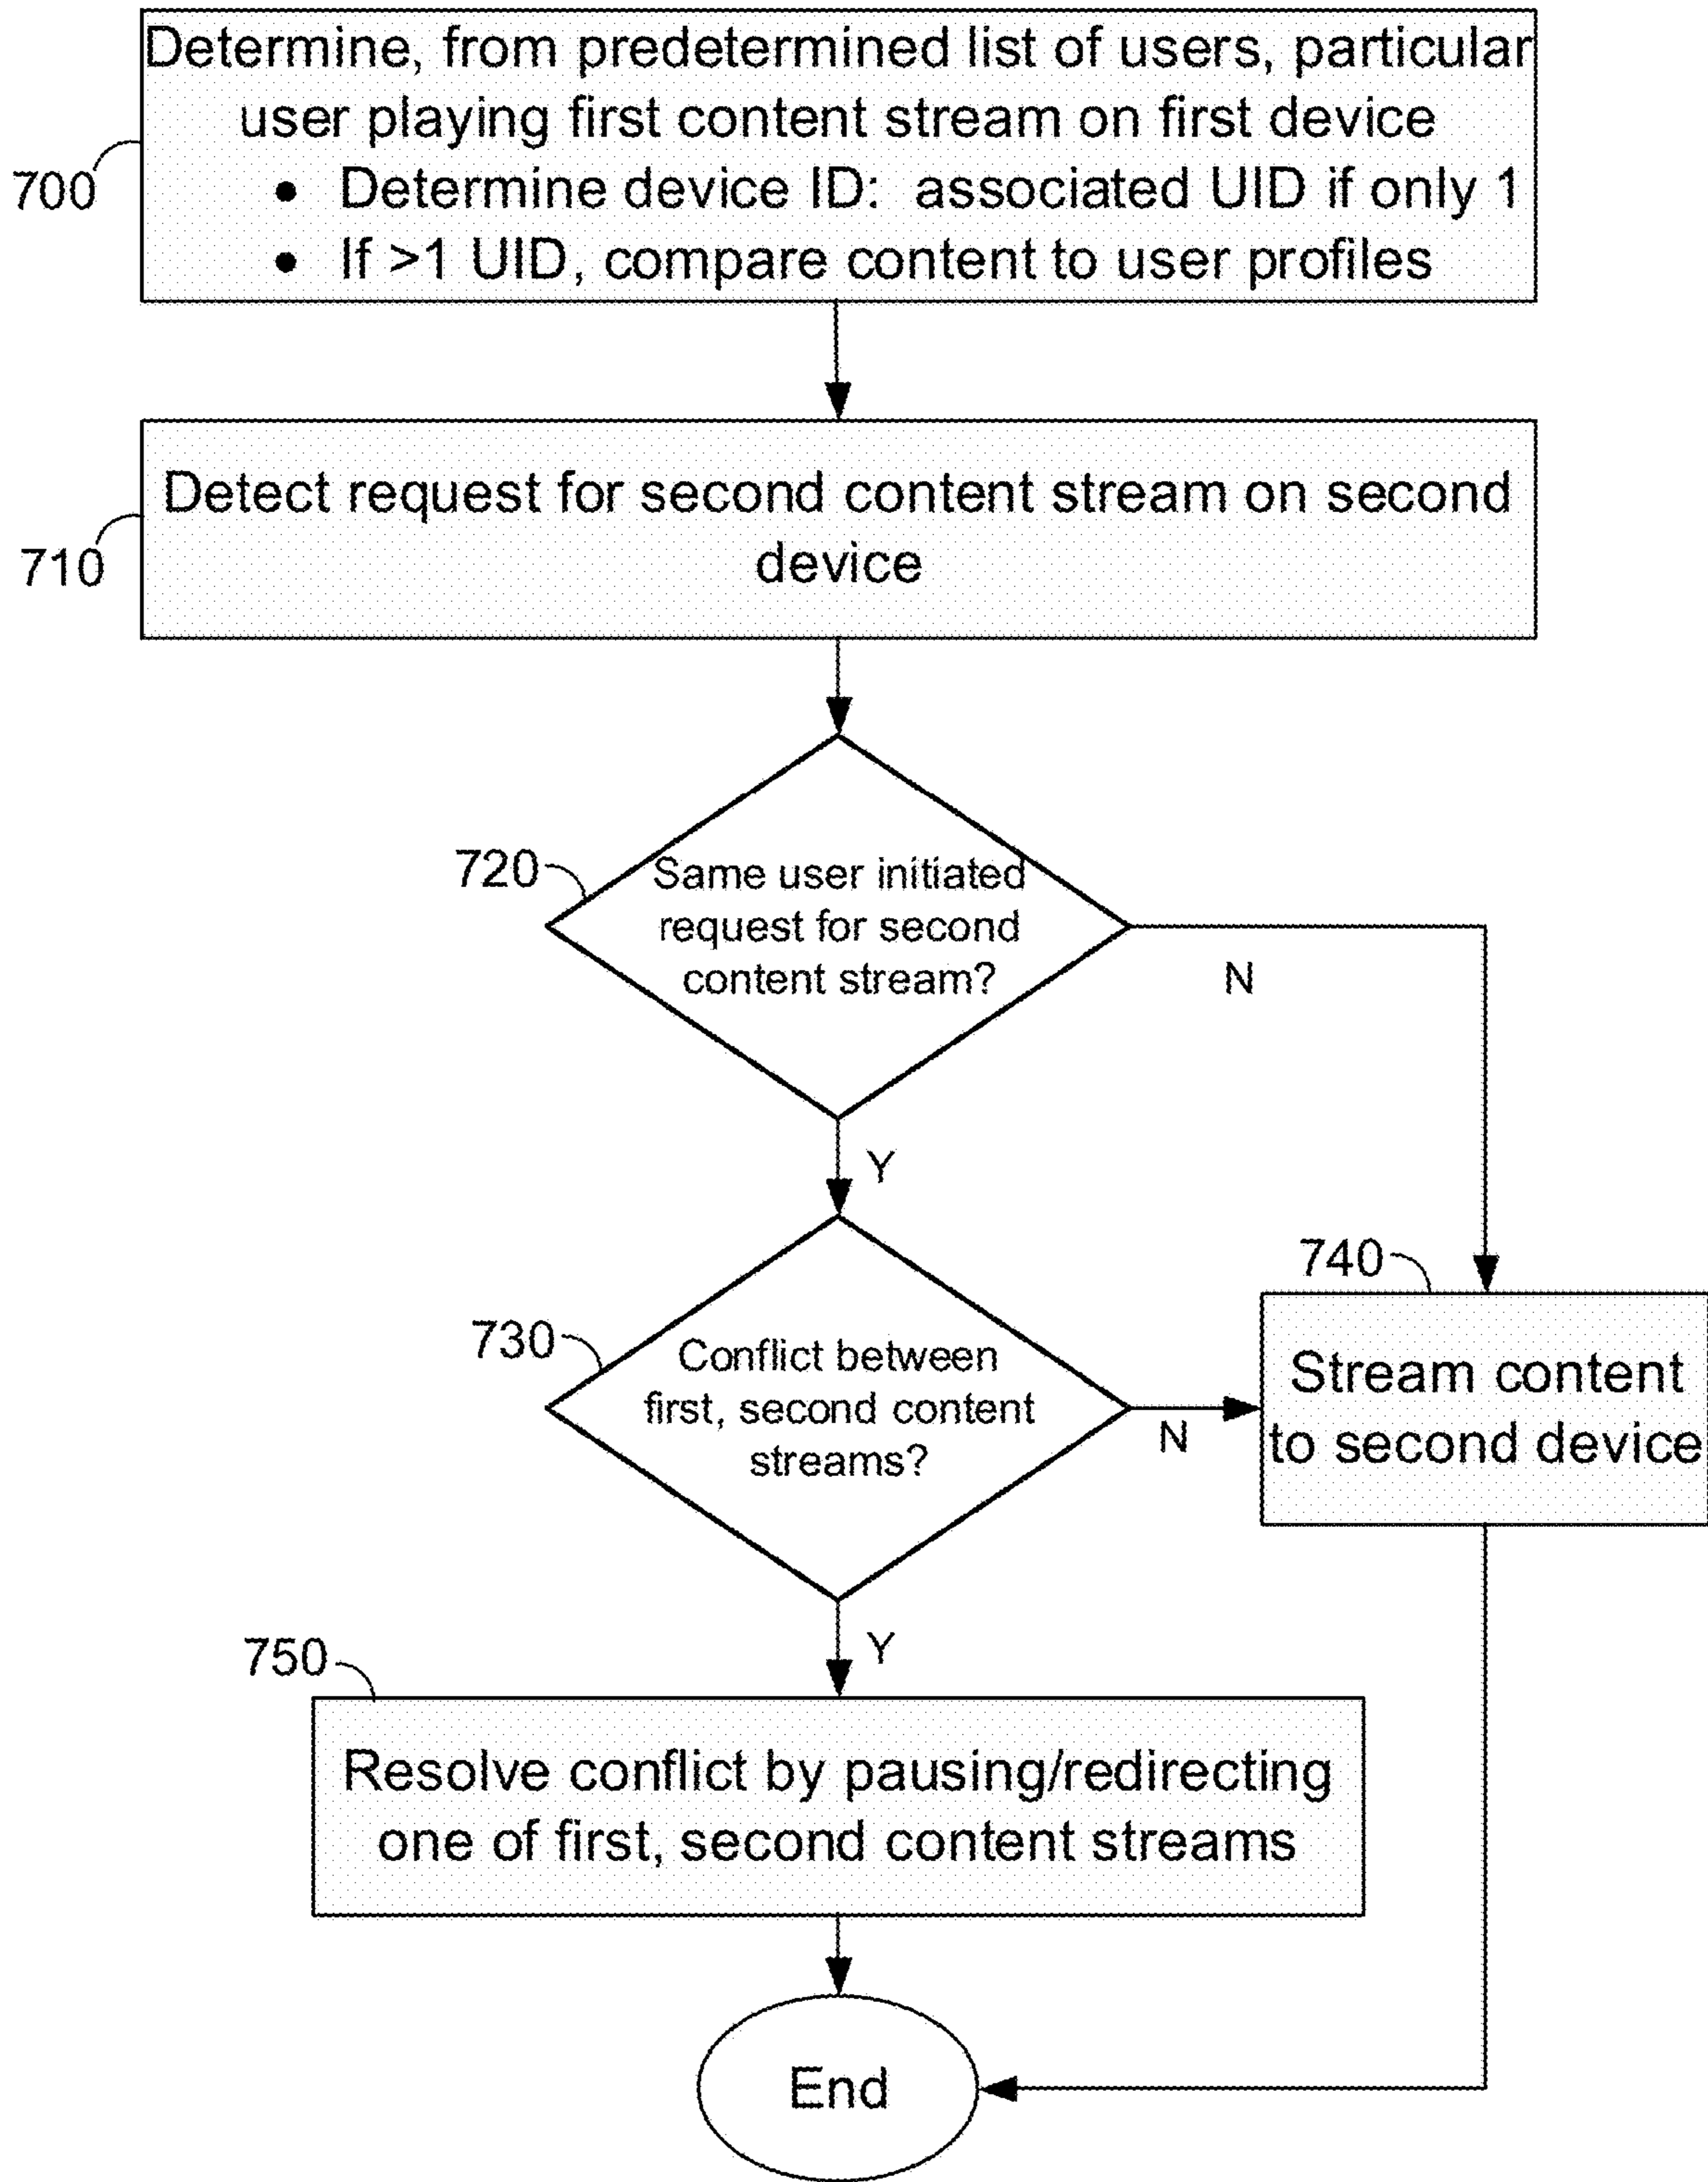 Determine, from predetermined list of users, particular
user playing first content stream on first device
• Determine device ID: associated UID if only 1
• If >1 UID, compare content to user profiles
700
Detect request for second content stream on second
device
710
720
Same user initiated
request for second
content stream?
N
Y
740
730
Conflict between
first, second content
streams?
N
Stream content
to second device
Y
750
Resolve conflict by pausing/redirecting
one of first, second content streams
End